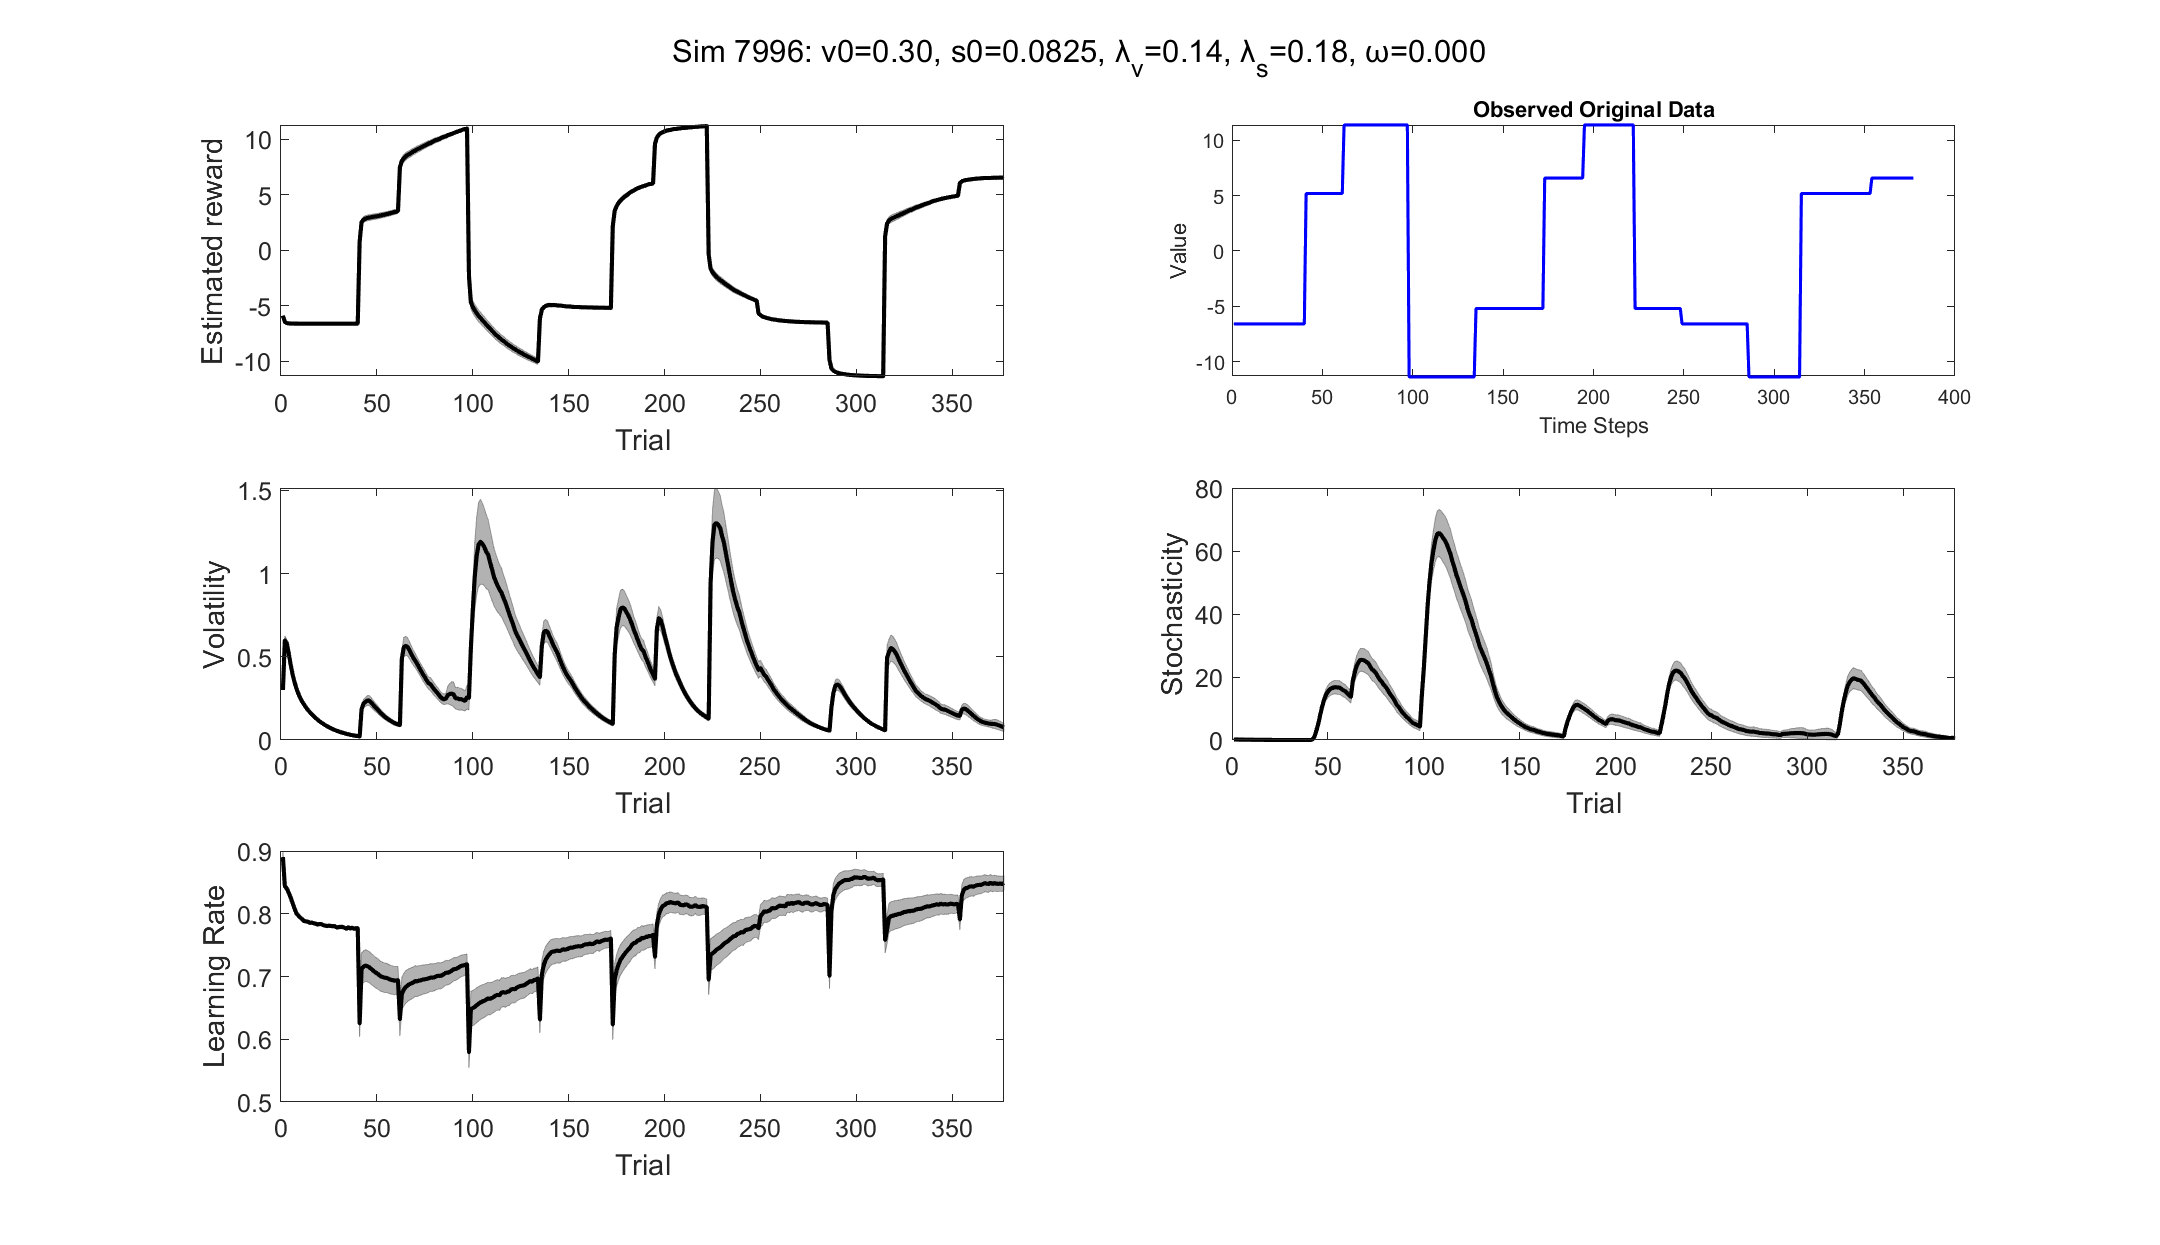 Sim 7996: v0=0.30, s0=0.0825, λ_v=0.14, λ_s=0.18, ω=0.000
Estimated reward
10
5
0
-5
-10
0 50 100 150 200 250 300 350
Trial
Observed Original Data
Value
10
5
0
-5
-10
0 50 100 150 200 250 300 350 400
Time Steps
Volatility
1.5
1
0.5
0
0 50 100 150 200 250 300 350
Trial
Stochasticity
80
60
40
20
0
0 50 100 150 200 250 300 350
Trial
Learning Rate
0.9
0.8
0.7
0.6
0.5
0 50 100 150 200 250 300 350
Trial